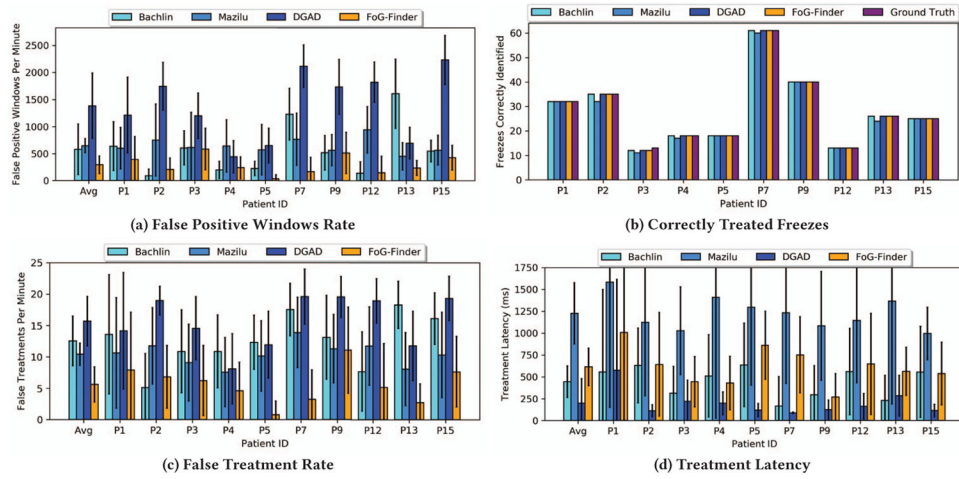 Bachlin Mazilu DGAD FoG-Finder
False Positive Windows Per Minute
2500
2000
1500
1000
500
0
Avg P1 P2 P3 P4 P5 P7 P9 P12 P13 P15
Patient ID
(a) False Positive Windows Rate
Bachlin Mazilu DGAD FoG-Finder Ground Truth
Freezes Correctly Identified
60
50
40
30
20
10
0
P1 P2 P3 P4 P5 P7 P9 P12 P13 P15
Patient ID
(b) Correctly Treated Freezes
Bachlin Mazilu DGAD FoG-Finder
False Treatments Per Minute
25
20
15
10
5
0
Avg P1 P2 P3 P4 P5 P7 P9 P12 P13 P15
Patient ID
(c) False Treatment Rate
Bachlin Mazilu DGAD FoG-Finder
Treatment Latency (ms)
1750
1500
1250
1000
750
500
250
0
Avg P1 P2 P3 P4 P5 P7 P9 P12 P13 P15
Patient ID
(d) Treatment Latency